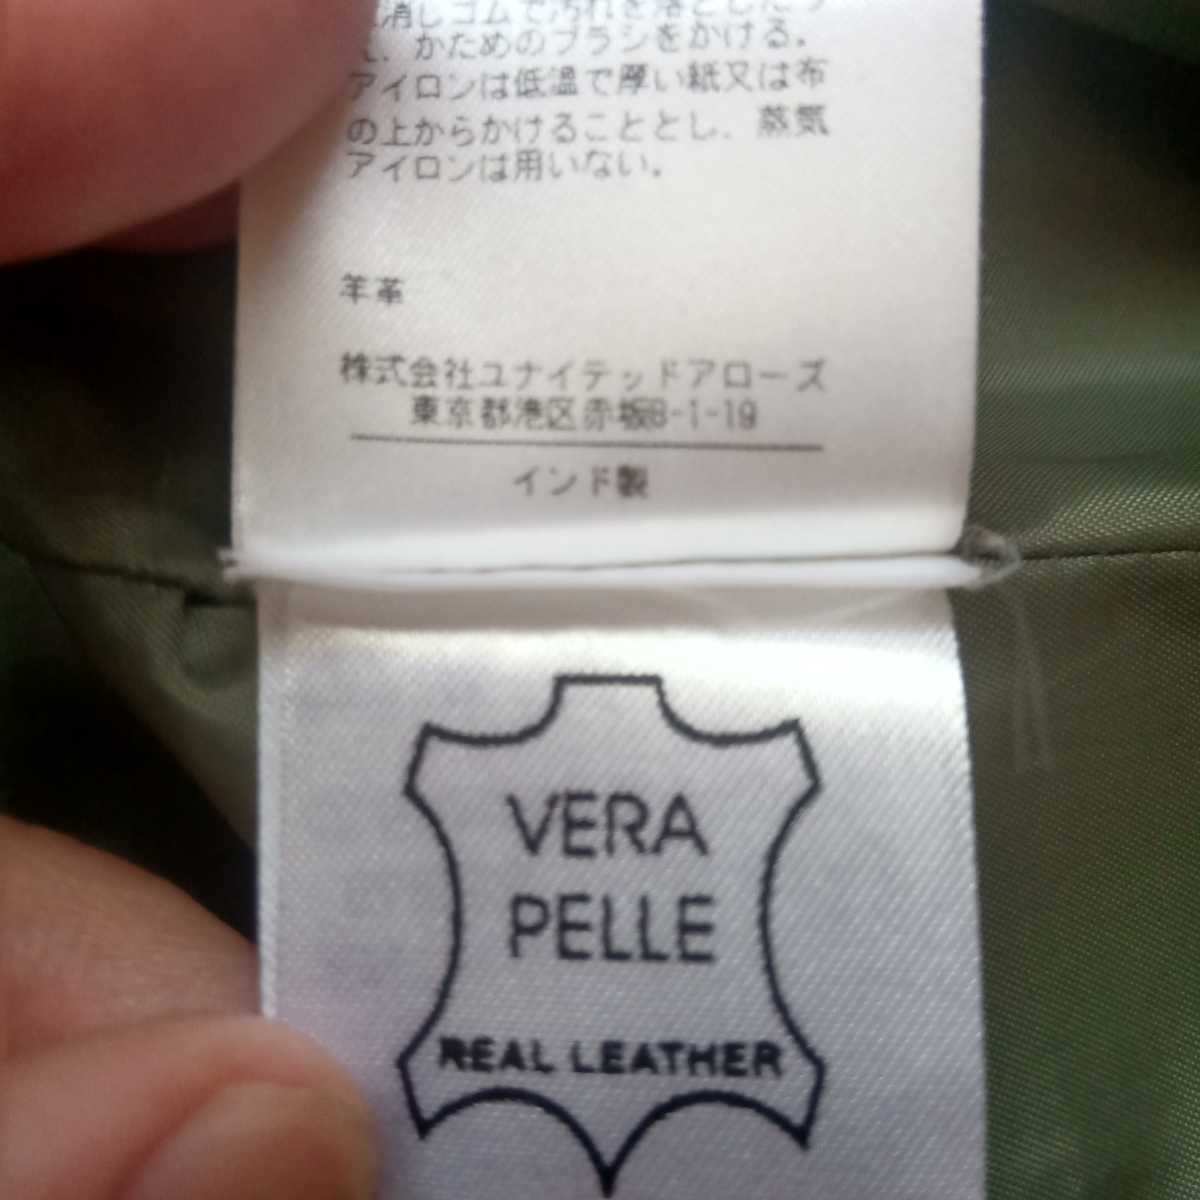 消しゴムで汚れを落としたう
え、かためのブラシをかける。
アイロンは低温で厚い紙又は布
の上からかけることとし、蒸気
アイロンは用いない。
羊革
株式会社ユナイテッドアローズ
東京都港区赤坂8-1-19
インド製
VERA
PELLE
REAL LEATHER